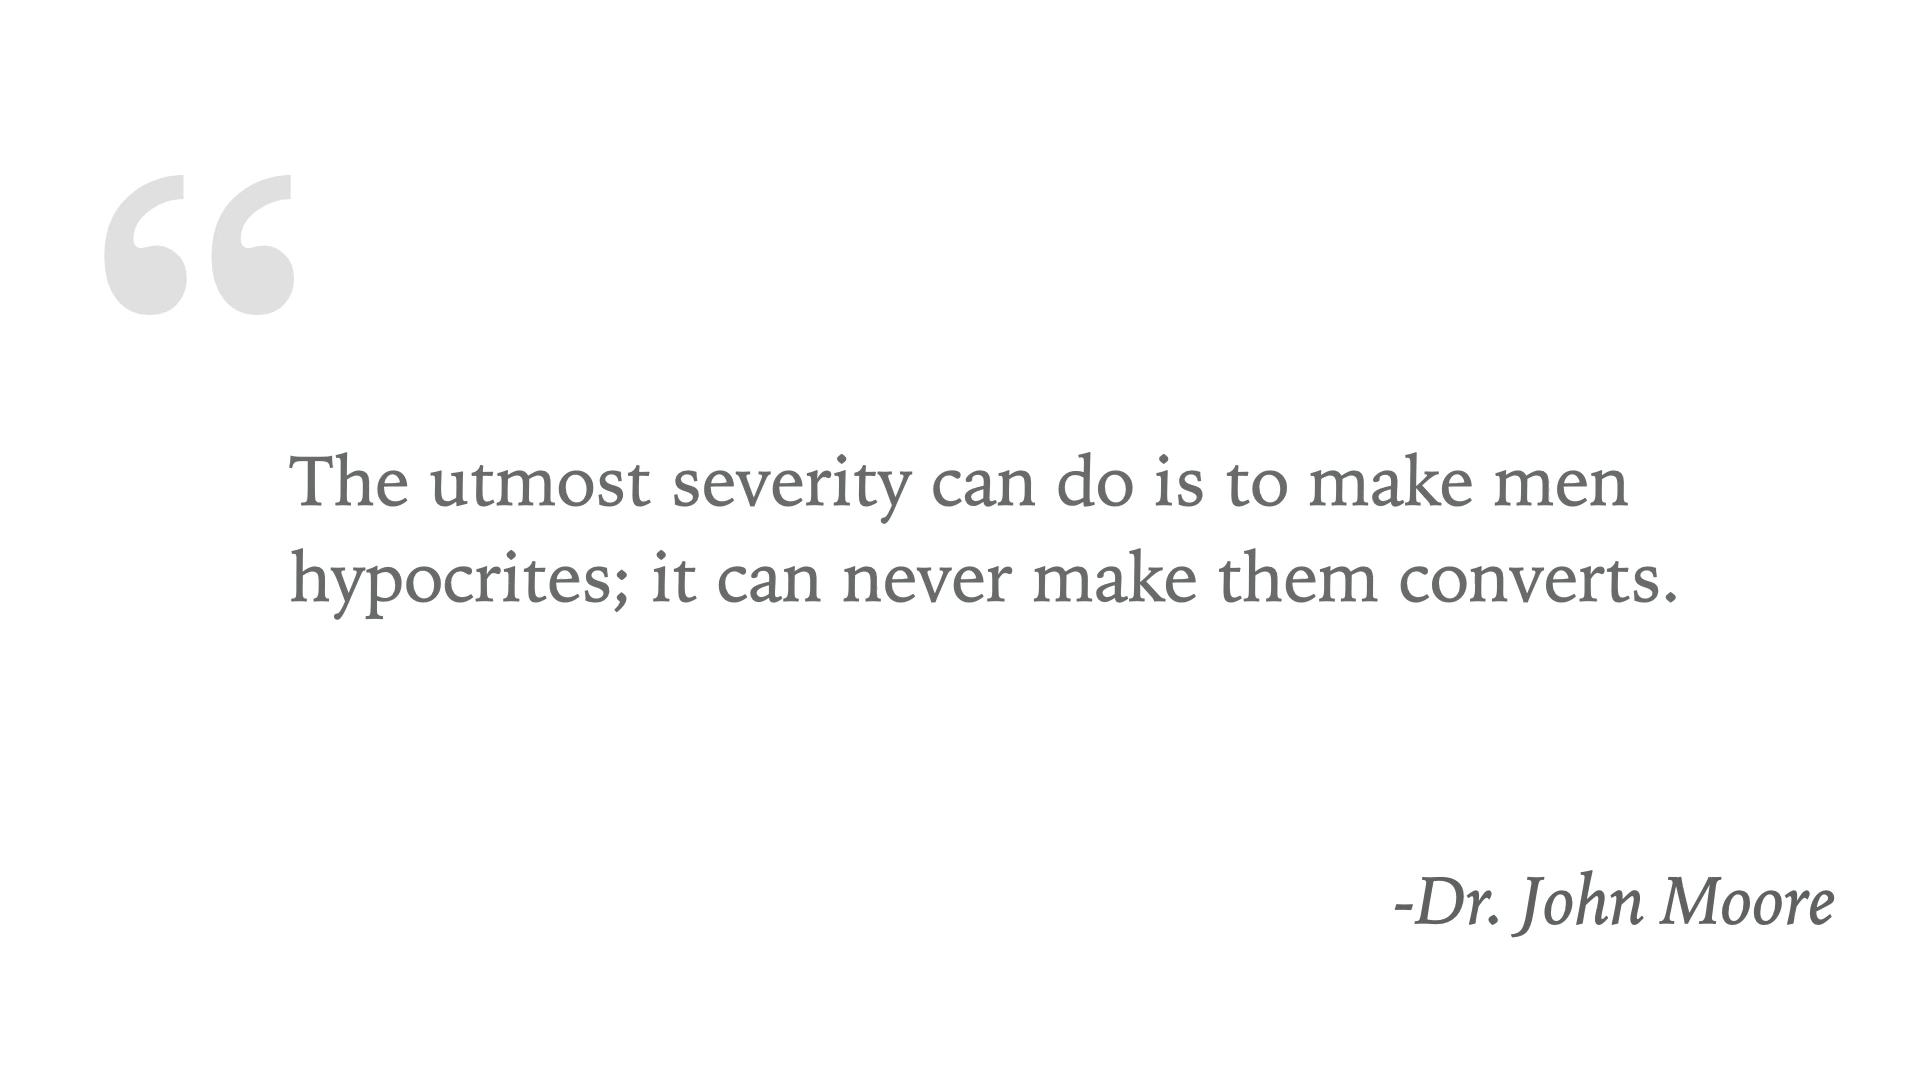 “
The utmost severity can do is to make men
hypocrites; it can never make them converts.
-Dr. John Moore